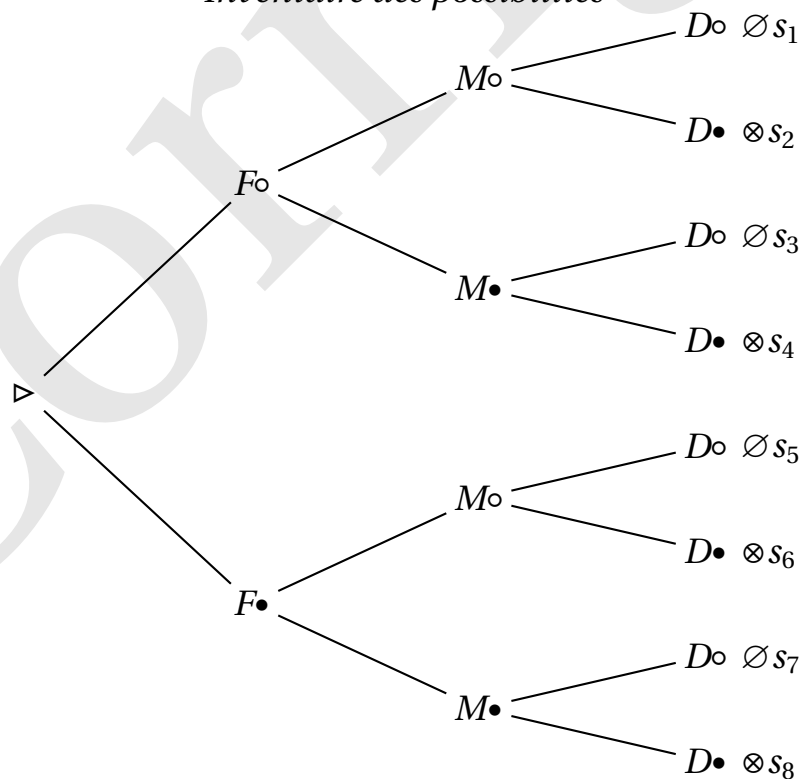 Inventaire des possibilités
D○ ∅ s₁
M○
D● ⊗ s₂
F○
D○ ∅ s₃
M●
D● ⊗ s₄
▷
D○ ∅ s₅
M○
D● ⊗ s₆
F●
D○ ∅ s₇
M●
D● ⊗ s₈